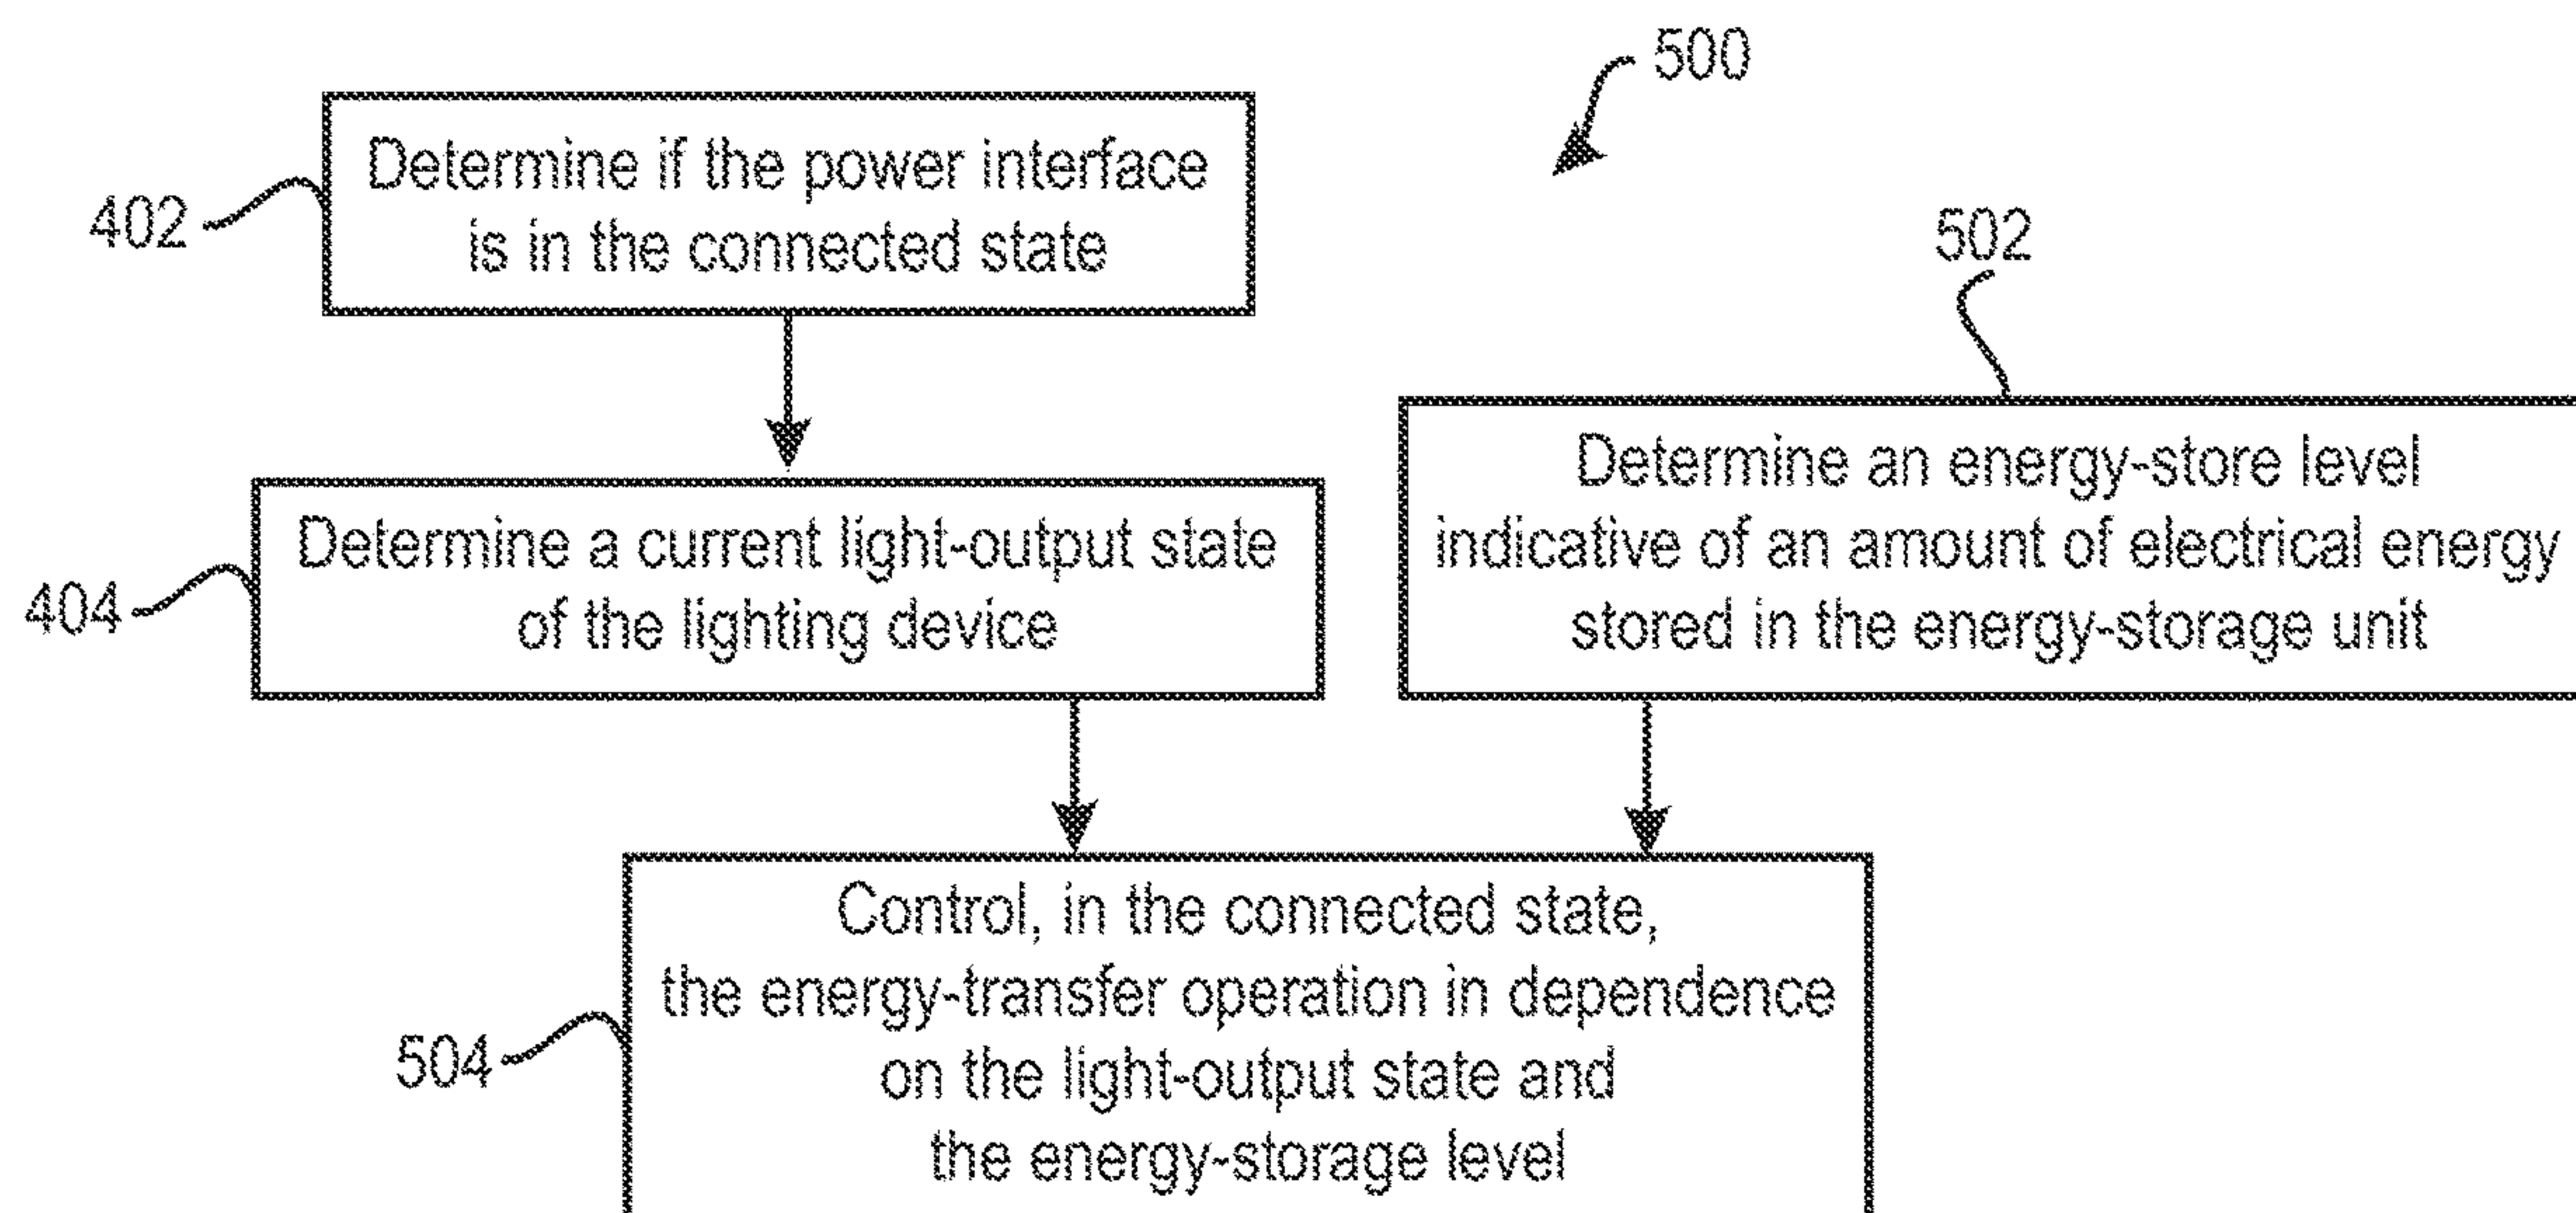 500
402
Determine if the power interface
is in the connected state
502
404
Determine a current light-output state
of the lighting device
Determine an energy-store level
indicative of an amount of electrical energy
stored in the energy-storage unit
504
Control, in the connected state,
the energy-transfer operation in dependence
on the light-output state and
the energy-storage level